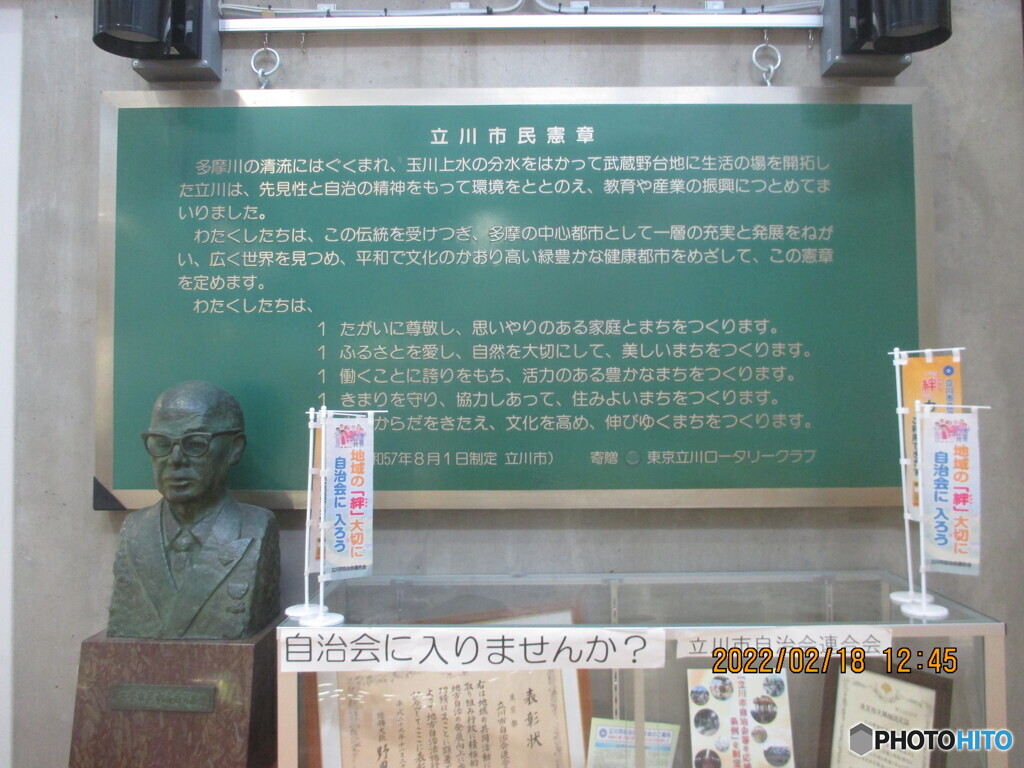 立川市民憲章
多摩川の清流にはぐくまれ、玉川上水の分水をはかって武蔵野台地に生活の場を開拓し
た立川は、先見性と自治の精神をもって環境をととのえ、教育や産業の振興につとめてま
いりました。
わたくしたちは、この伝統を受けつぎ、多摩の中心都市として一層の充実と発展をねが
い、広く世界を見つめ、平和で文化のかおり高い緑豊かな健康都市をめざして、この憲章
を定めます。
わたくしたちは、
1 たがいに尊敬し、思いやりのある家庭とまちをつくります。
1 ふるさとを愛し、自然を大切にして、美しいまちをつくります。
1 働くことに誇りをもち、活力のある豊かなまちをつくります。
1 きまりを守り、協力しあって、住みよいまちをつくります。
からだをきたえ、文化を高め、伸びゆくまちをつくります。
和57年8月1日制定 立川市） 寄贈 東京立川ロータリークラブ
地域の「絆」大切に
自治会に入ろう
「絆」
地域の「絆」大切に
自治会に入ろう
自治会に入りませんか？
立川市自治会連合会
表彰状
2022/02/18 12:45
PHOTOHITO